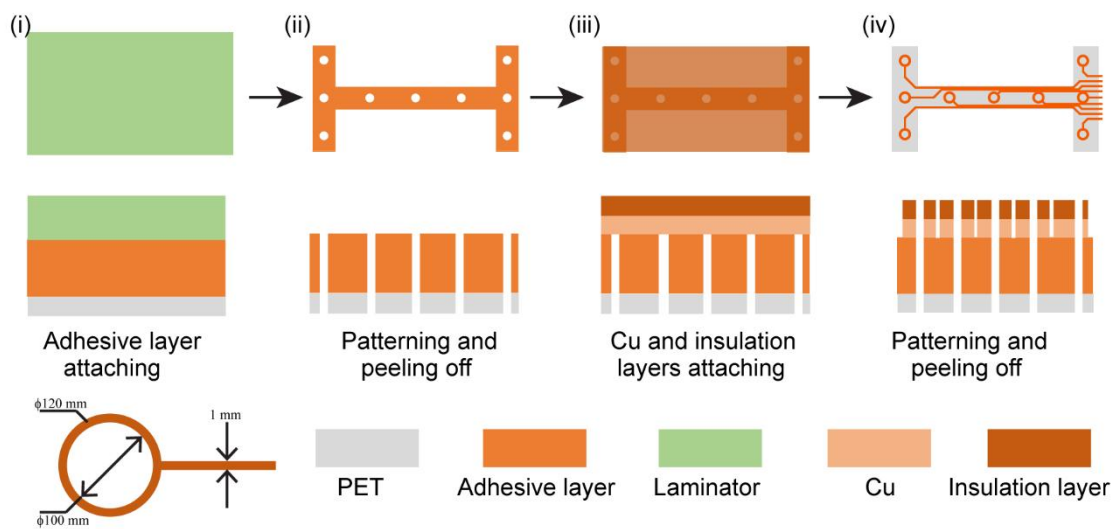 (i)
(ii)
(iii)
(iv)
Adhesive layer
attaching
Patterning and
peeling off
Cu and insulation
layers attaching
Patterning and
peeling off
ϕ120 mm
1 mm
ϕ100 mm
PET
Adhesive layer
Laminator
Cu
Insulation layer